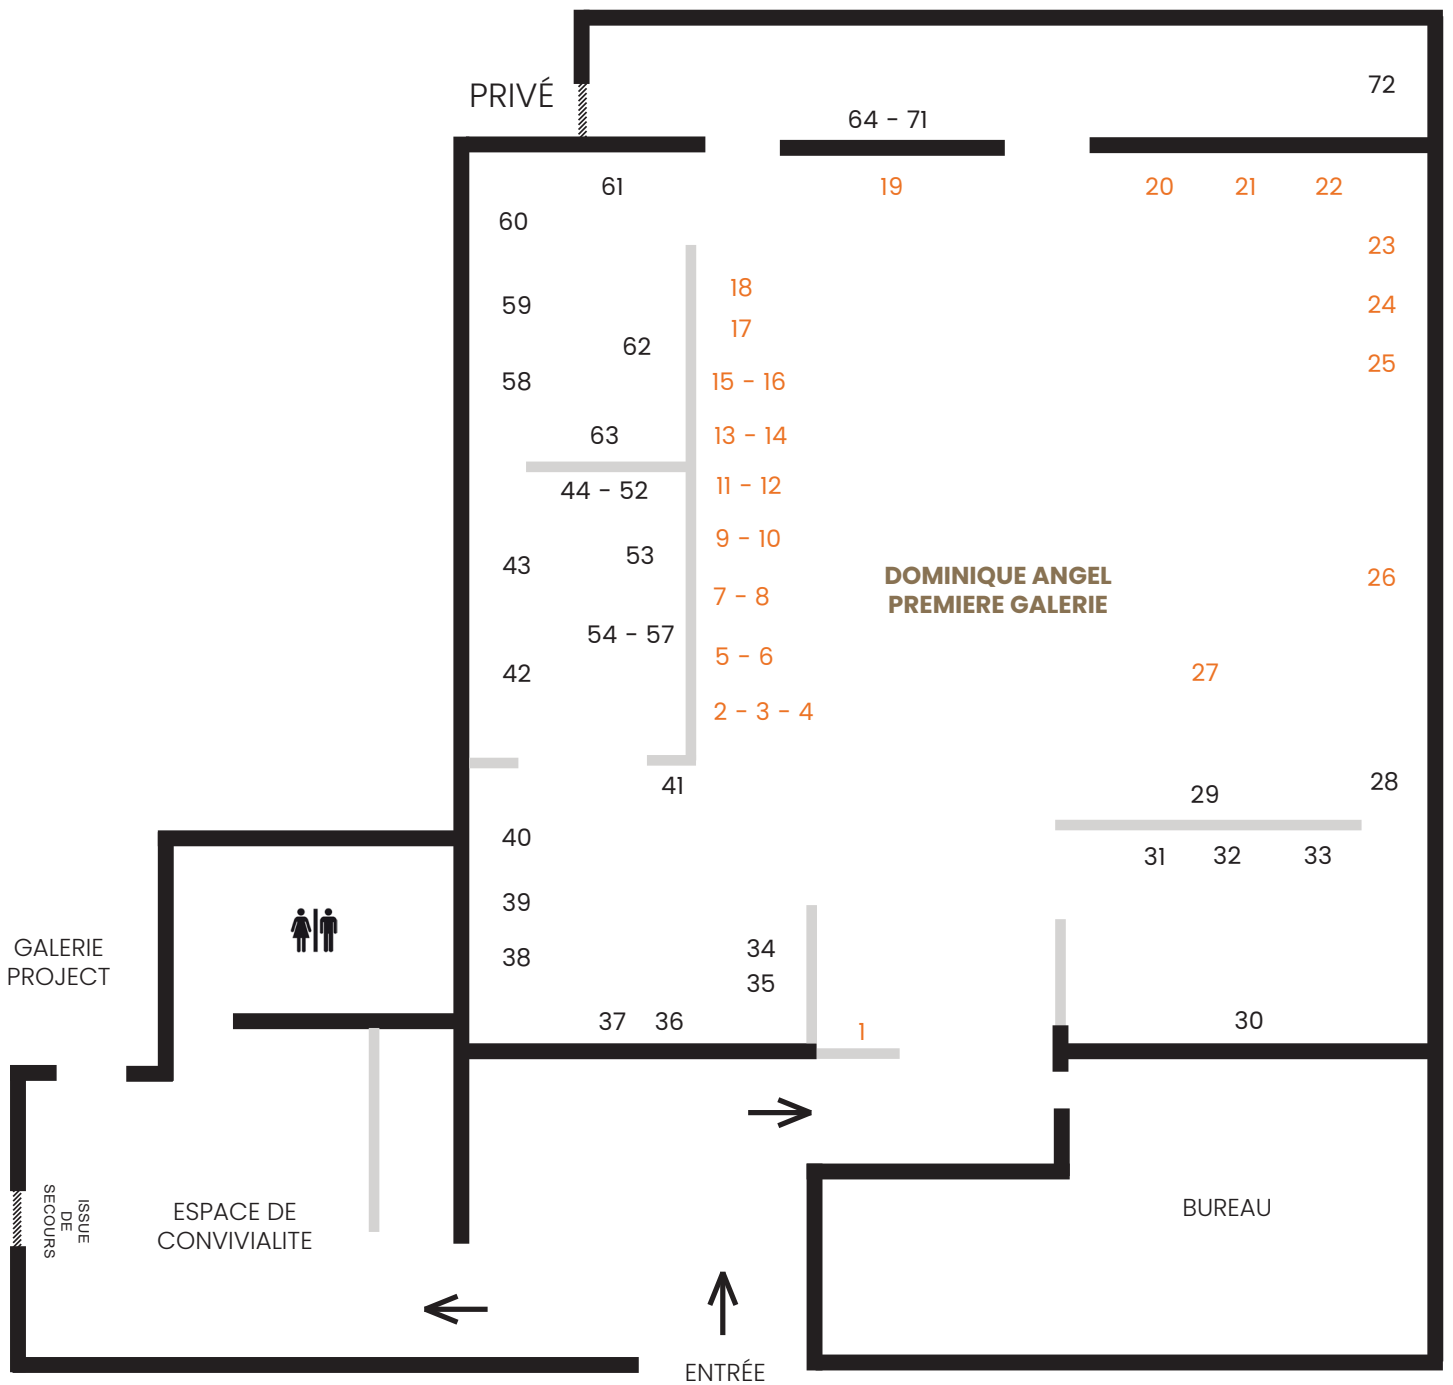 72
PRIVÉ
64 - 71
61
19
20 21 22
60
23
18
59
24
17
62
25
58
15 - 16
63
13 - 14
44 - 52
11 - 12
9 - 10
53
43
DOMINIQUE ANGEL
PREMIERE GALERIE
26
7 - 8
54 - 57
5 - 6
42
27
2 - 3 - 4
41
28
29
40
31 32 33
39
GALERIE
PROJECT
38
34
35
37 36
1
30
ISSUE
DE
SECOURS
ESPACE DE
CONVIVIALITE
BUREAU
ENTRÉE